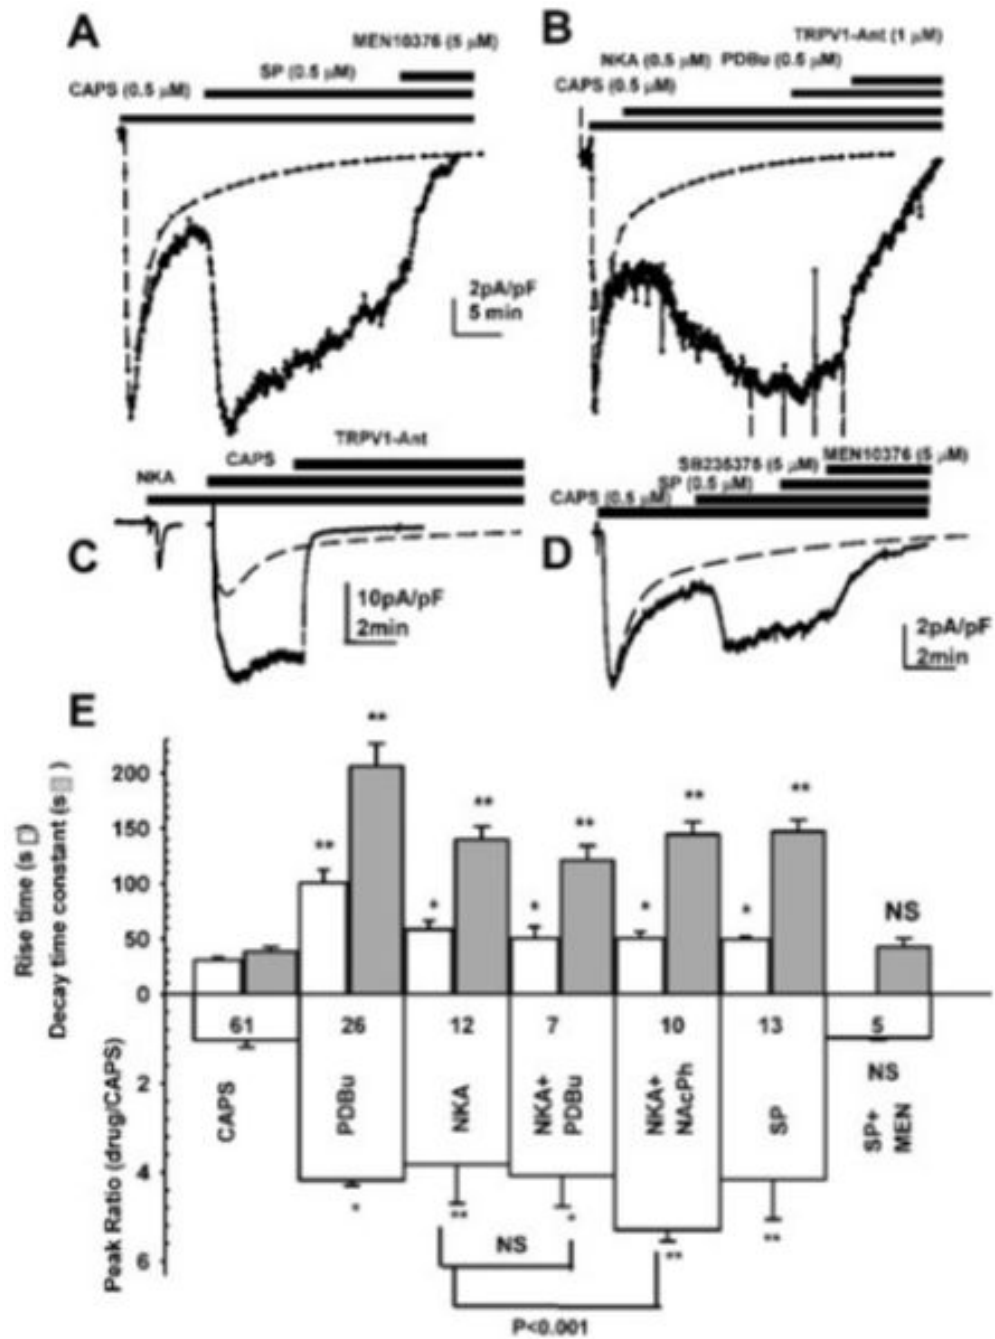 A
MEN10376 (5 µM)
SP (0.5 µM)
CAPS (0.5 µM)
2pA/pF
5 min
B
TRPV1-Ant (1 µM)
NKA (0.5 µM) PDBu (0.5 µM)
CAPS (0.5 µM)
TRPV1-Ant
CAPS
NKA
C
10pA/pF
2min
MEN10376 (5 µM)
SB235375 (5 µM)
SP (0.5 µM)
CAPS (0.5 µM)
D
2pA/pF
2min
E
Rise time (s )
Decay time constant (s )
Peak Ratio (drug/CAPS)
200
150
100
50
0
2
4
6
**
**
**
**
**
**
*
*
*
*
NS
61
26
12
7
10
13
5
CAPS
PDBu
NKA
NKA+
PDBu
NKA+
NAcPh
SP
SP+
MEN
NS
*
**
*
**
**
NS
P<0.001